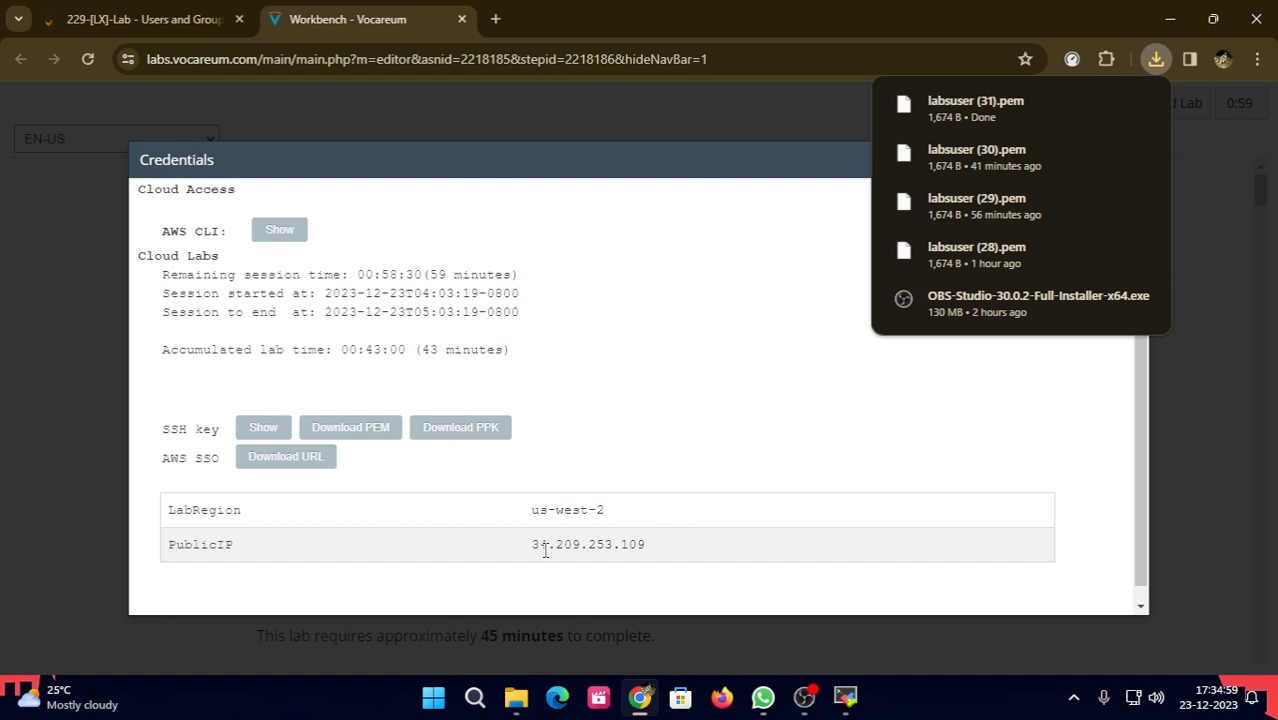 229-[LX]-Lab - Users and Group
Workbench - Vocareum
labs.vocareum.com/main/main.php?m=editor&asnid=2218185&stepid=2218186&hideNavBar=1
labsuser (31).pem
1,674 B • Done
labsuser (30).pem
1,674 B • 41 minutes ago
labsuser (29).pem
1,674 B • 56 minutes ago
labsuser (28).pem
1,674 B • 1 hour ago
OBS-Studio-30.0.2-Full-Installer-x64.exe
130 MB • 2 hours ago
d Lab 0:59
EN-US
Credentials
Cloud Access
AWS CLI: Show
Cloud Labs
Remaining session time: 00:58:30(59 minutes)
Session started at: 2023-12-23T04:03:19-0800
Session to end at: 2023-12-23T05:03:19-0800
Accumulated lab time: 00:43:00 (43 minutes)
SSH key Show Download PEM Download PPK
AWS SSO Download URL
LabRegion us-west-2
PublicIP 34.209.253.109
This lab requires approximately 45 minutes to complete.
25°C
Mostly cloudy
17:34:59
23-12-2023